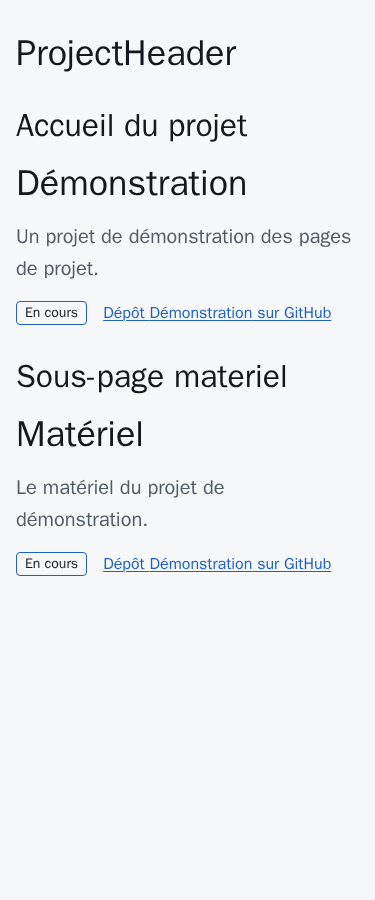 ProjectHeader
Accueil du projet
Démonstration
Un projet de démonstration des pages
de projet.
En cours Dépôt Démonstration sur GitHub
Sous-page materiel
Matériel
Le matériel du projet de
démonstration.
En cours Dépôt Démonstration sur GitHub